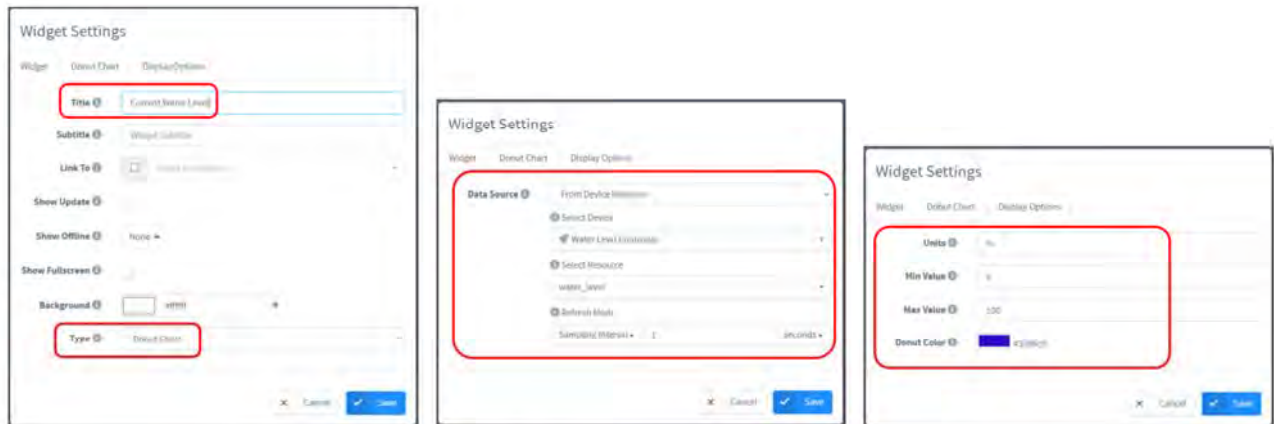 Widget Settings
Widget Donut Chart Display Options
Title
Subtitle Widget Subtitle
Link To
Show Update
Show Offline None
Show Fullscreen
Background
Type Donut Chart
Cancel Save
Widget Settings
Widget Donut Chart Display Options
Data Source From Device
Select Device
Water Level
Select Resource
water_level
Refresh Mode
Sampling Interval 1 seconds
Cancel Save
Widget Settings
Widget Donut Chart Display Options
Units %
Min Value 0
Max Value 100
Donut Color
Cancel Save